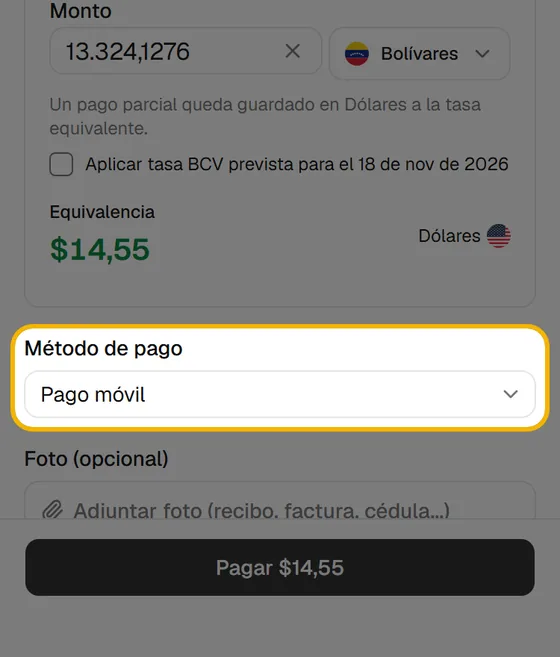 Monto
13.324,1276
Bolívares
Un pago parcial queda guardado en Dólares a la tasa
equivalente.
Aplicar tasa BCV prevista para el 18 de nov de 2026
Equivalencia
$14,55
Dólares
Método de pago
Pago móvil
Foto (opcional)
Adjuntar foto (recibo, factura, cédula...)
Pagar $14,55